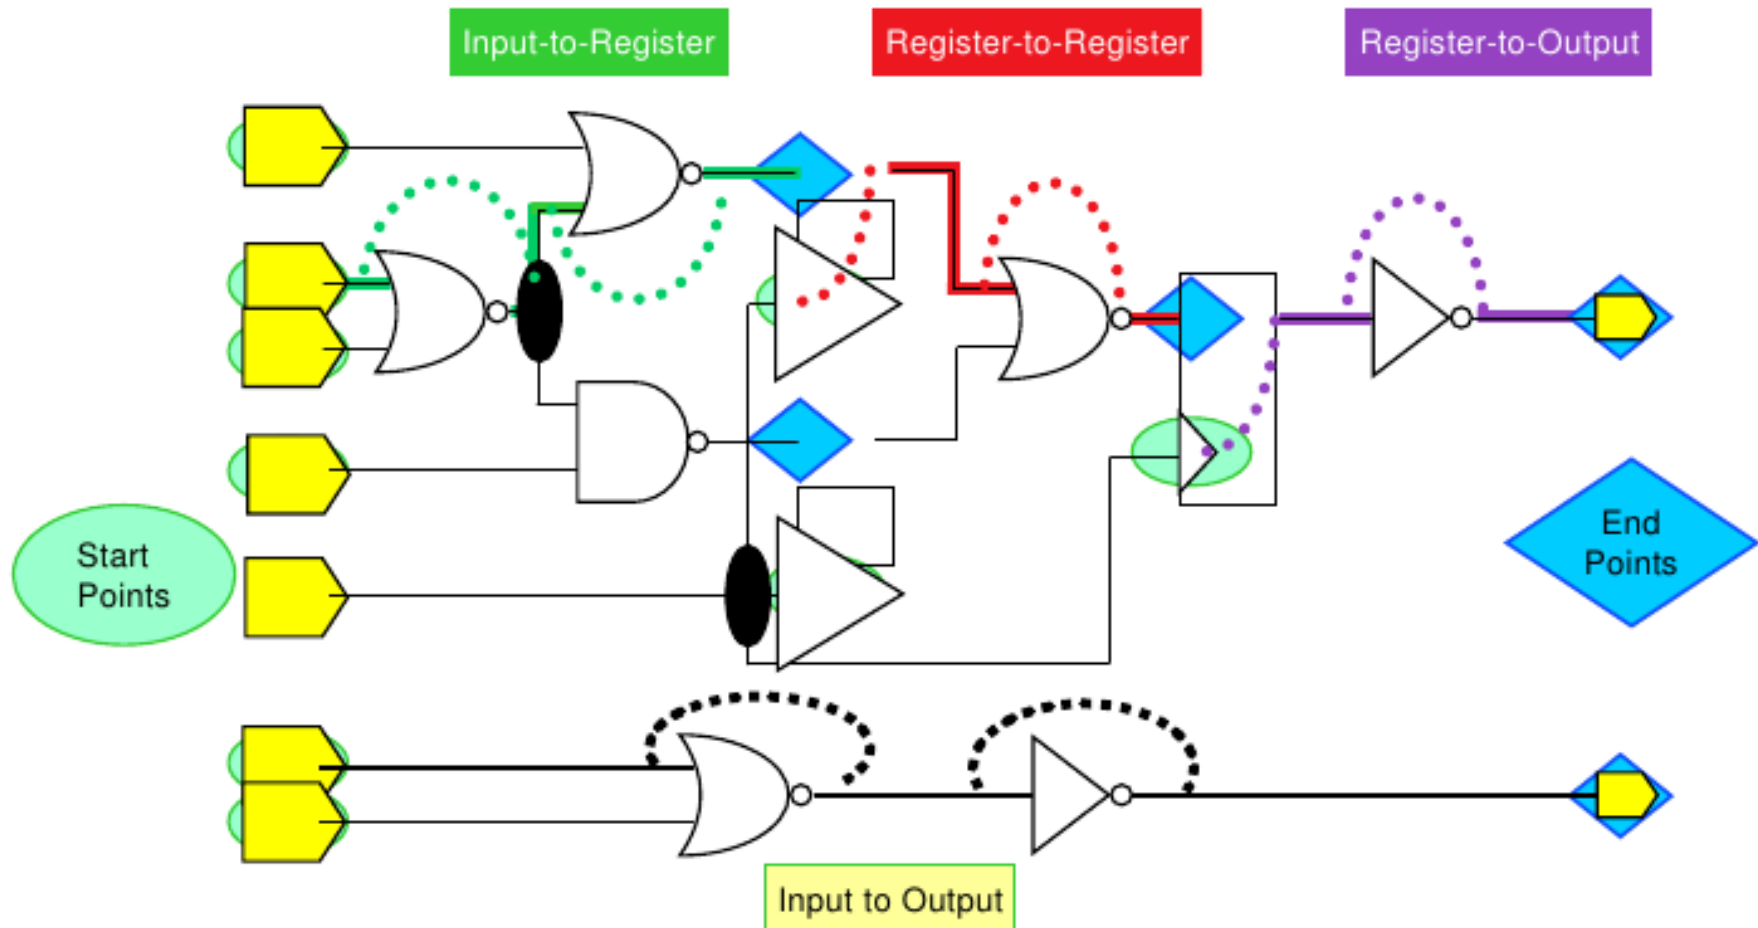 Input-to-Register
Register-to-Register
Register-to-Output
Start
Points
End
Points
Input to Output